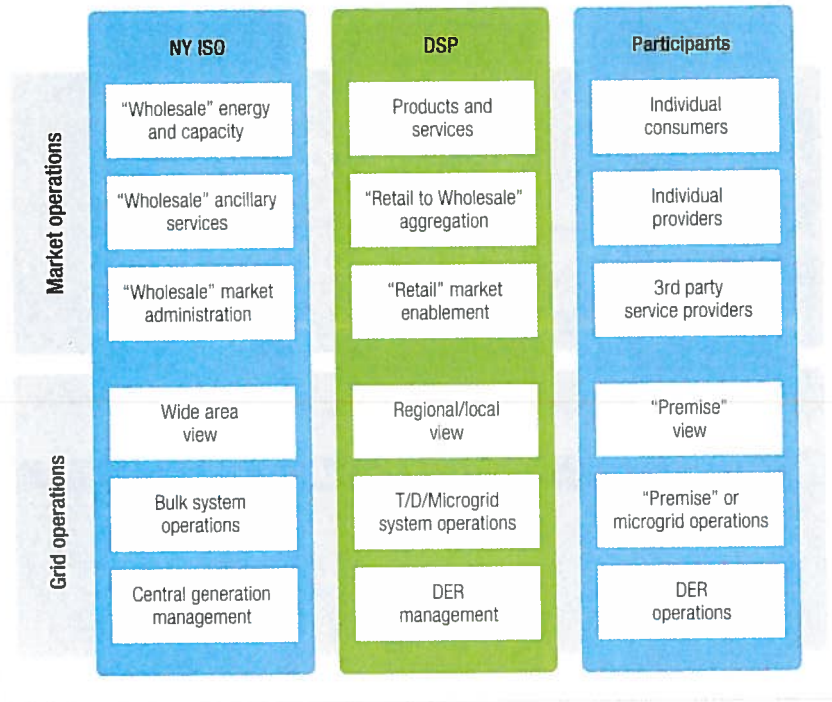 NY ISO
DSP
Participants
Market operations
"Wholesale" energy
and capacity
Products and
services
Individual
consumers
"Wholesale" ancillary
services
"Retail to Wholesale"
aggregation
Individual
providers
"Wholesale" market
administration
"Retail" market
enablement
3rd party
service providers
Grid operations
Wide area
view
Regional/local
view
"Premise"
view
Bulk system
operations
T/D/Microgrid
system operations
"Premise" or
microgrid operations
Central generation
management
DER
management
DER
operations